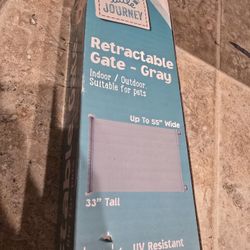 JOURNEY
Retractable
Gate - Gray
Indoor / Outdoor.
Suitable for pets
Up To 55" Wide
33" Tall
UV Resistant